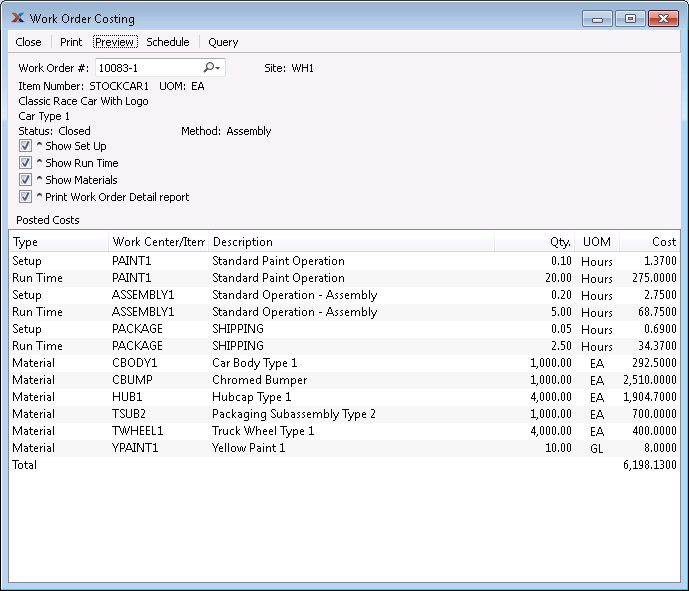 Work Order Costing
Close Print Preview Schedule Query
Work Order #: 10083-1 Site: WH1
Item Number: STOCKCAR1 UOM: EA
Classic Race Car With Logo
Car Type 1
Status: Closed Method: Assembly
^ Show Set Up
^ Show Run Time
^ Show Materials
^ Print Work Order Detail report
Posted Costs
Type Work Center/Item Description Qty. UOM Cost
Setup PAINT1 Standard Paint Operation 0.10 Hours 1.3700
Run Time PAINT1 Standard Paint Operation 20.00 Hours 275.0000
Setup ASSEMBLY1 Standard Operation - Assembly 0.20 Hours 2.7500
Run Time ASSEMBLY1 Standard Operation - Assembly 5.00 Hours 68.7500
Setup PACKAGE SHIPPING 0.05 Hours 0.6900
Run Time PACKAGE SHIPPING 2.50 Hours 34.3700
Material CBODY1 Car Body Type 1 1,000.00 EA 292.5000
Material CBUMP Chromed Bumper 1,000.00 EA 2,510.0000
Material HUB1 Hubcap Type 1 4,000.00 EA 1,904.7000
Material TSUB2 Packaging Subassembly Type 2 1,000.00 EA 700.0000
Material TWHEEL1 Truck Wheel Type 1 4,000.00 EA 400.0000
Material YPAINT1 Yellow Paint 1 10.00 GL 8.0000
Total 6,198.1300